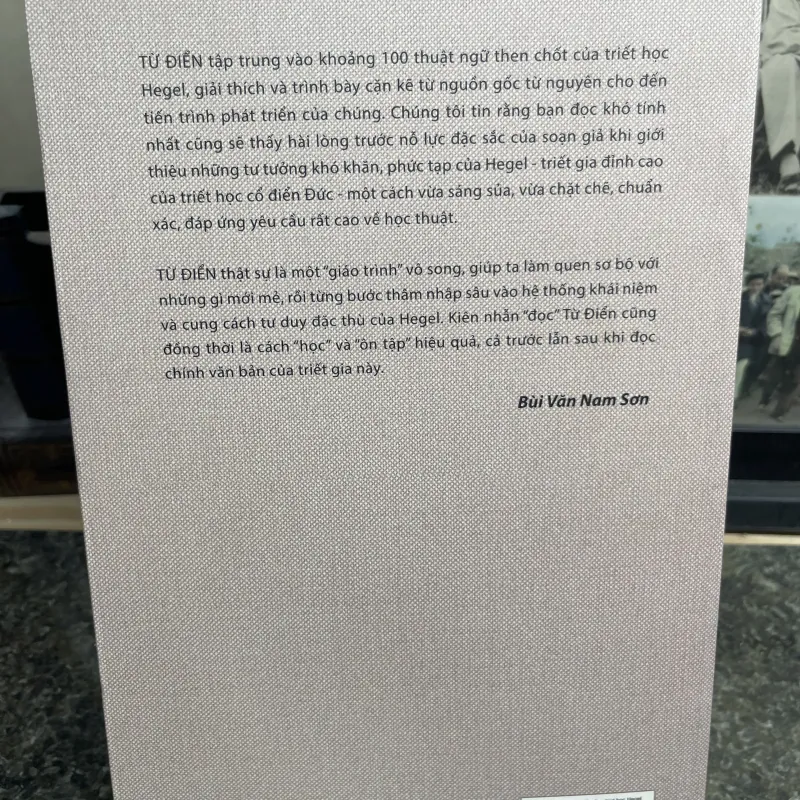 TỪ ĐIỂN tập trung vào khoảng 100 thuật ngữ then chốt của triết học
Hegel, giải thích và trình bày cặn kẽ từ nguồn gốc từ nguyên cho đến
tiến trình phát triển của chúng. Chúng tôi tin rằng bạn đọc khó tính
nhất cũng sẽ thấy hài lòng trước nỗ lực đặc sắc của soạn giả khi giới
thiệu những tư tưởng khó khăn, phức tạp của Hegel - triết gia đỉnh cao
của triết học cổ điển Đức - một cách vừa sáng sủa, vừa chặt chẽ, chuẩn
xác, đáp ứng yêu cầu rất cao về học thuật.
TỪ ĐIỂN thật sự là một "giáo trình" vô song, giúp ta làm quen sơ bộ với
những gì mới mẻ, rồi từng bước thâm nhập sâu vào hệ thống khái niệm
và cung cách tư duy đặc thù của Hegel. Kiên nhẫn "đọc" Từ Điển cũng
đồng thời là cách "học" và "ôn tập" hiệu quả, cả trước lẫn sau khi đọc
chính văn bản của triết gia này.
Bùi Văn Nam Sơn